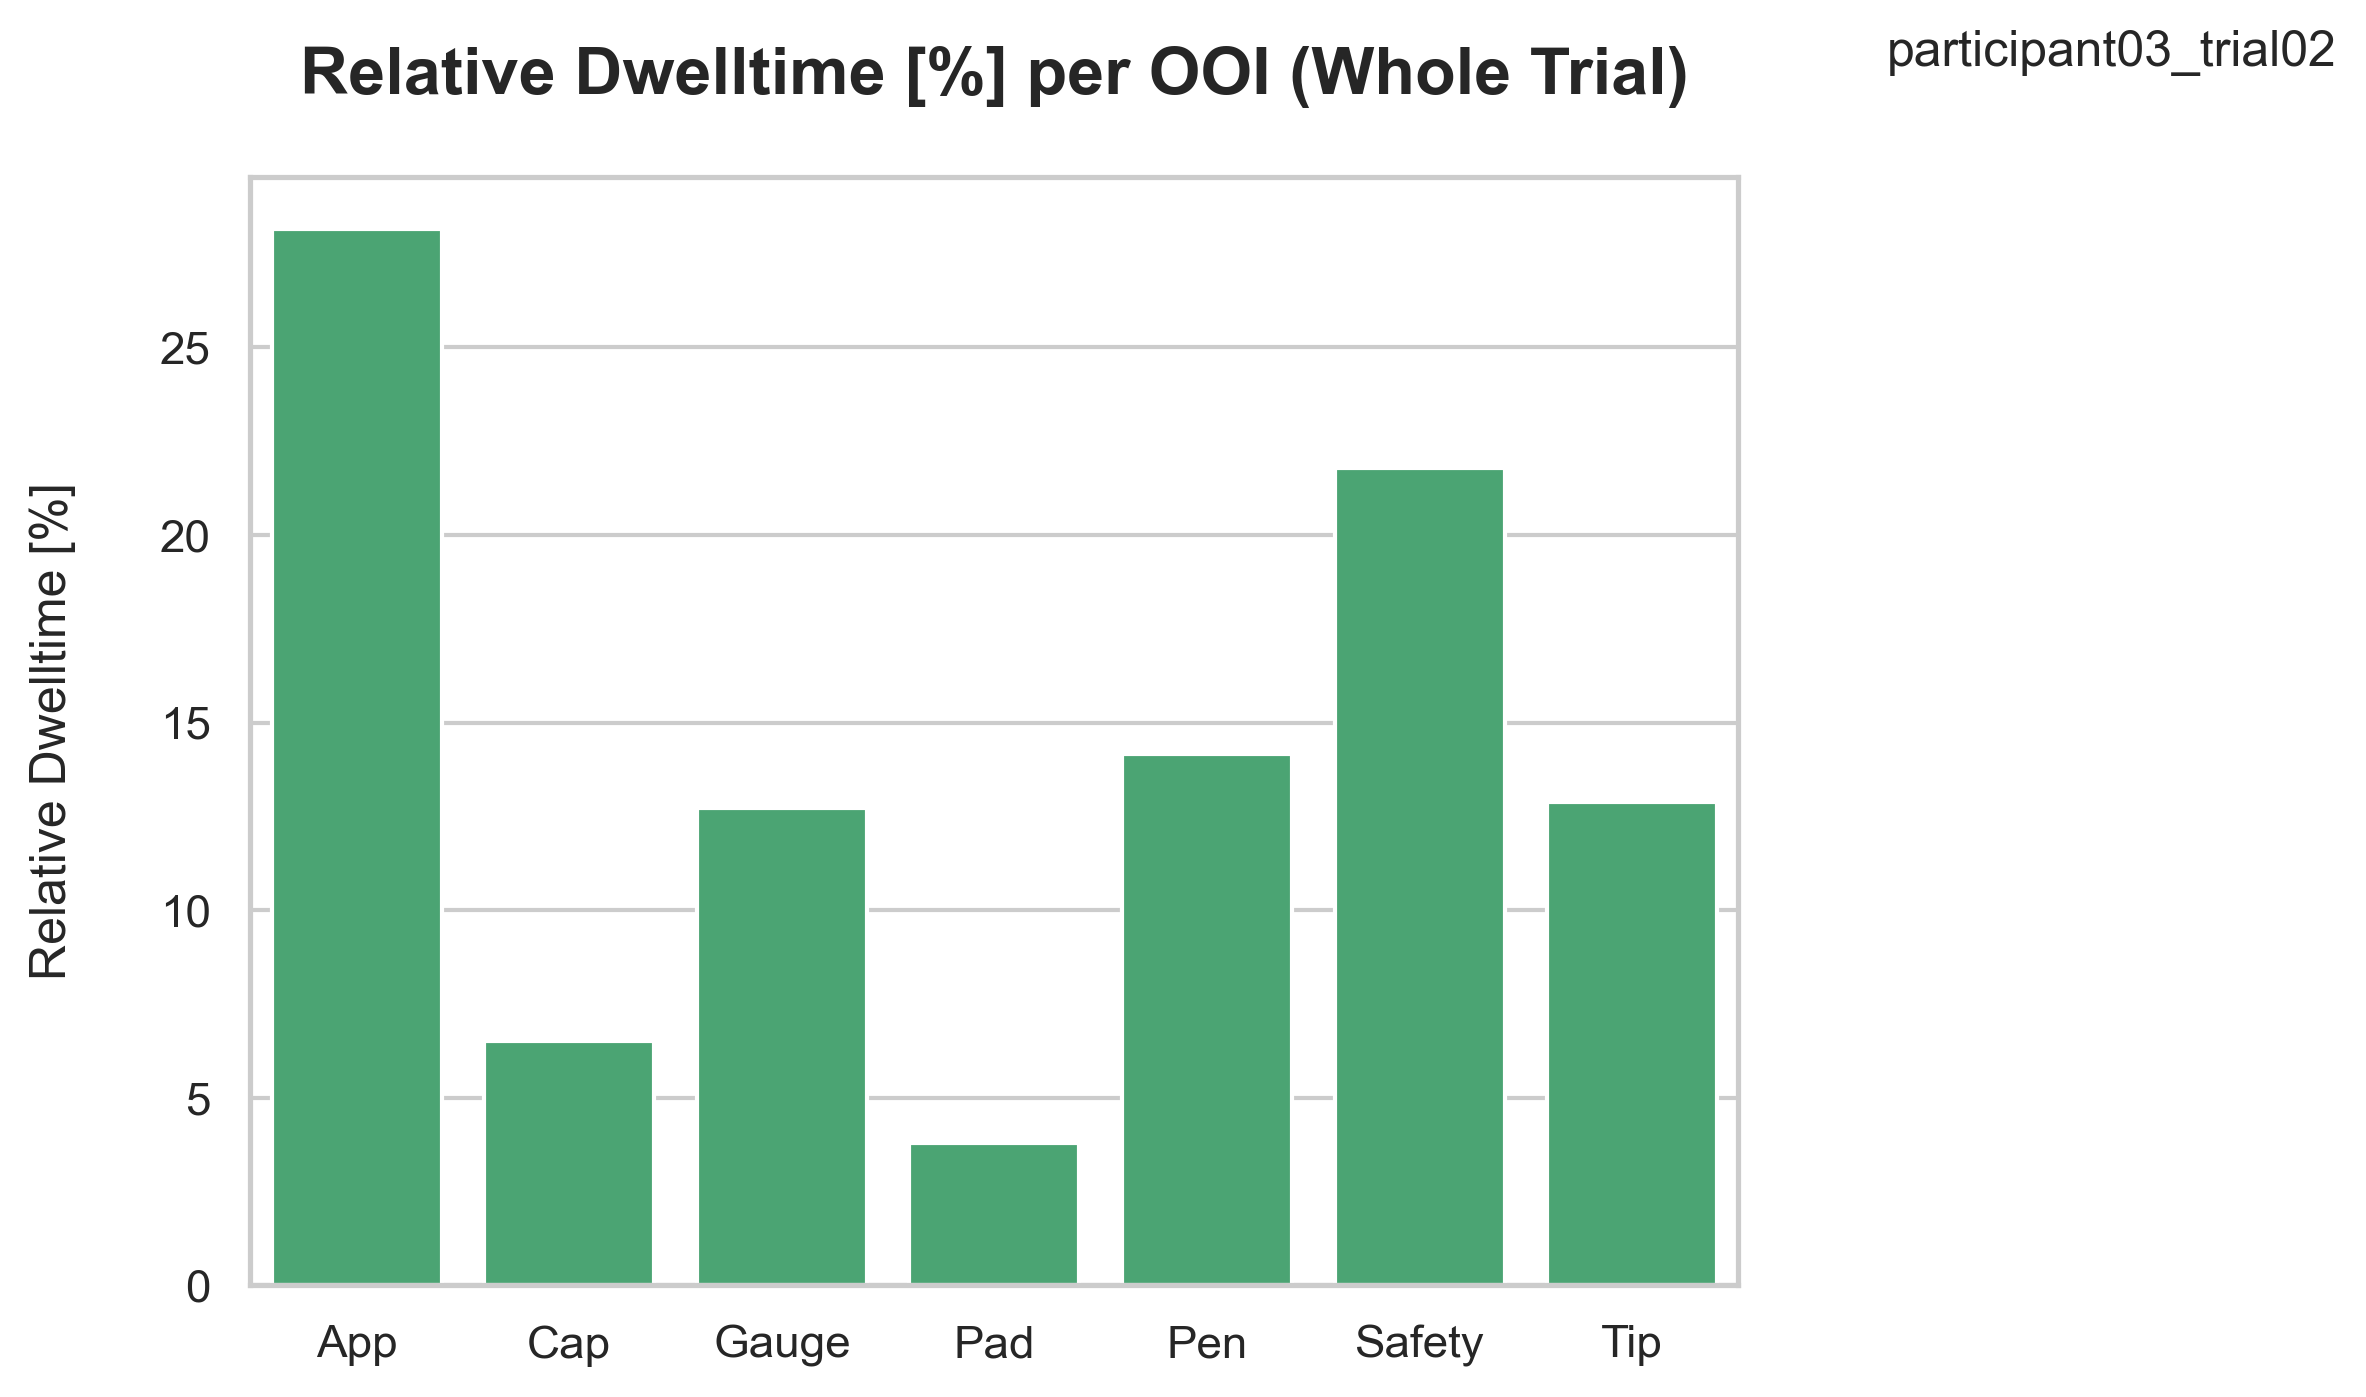 participant03_trial02
Relative Dwelltime [%] per OOI (Whole Trial)
Relative Dwelltime [%]
25
20
15
10
5
0
App Cap Gauge Pad Pen Safety Tip